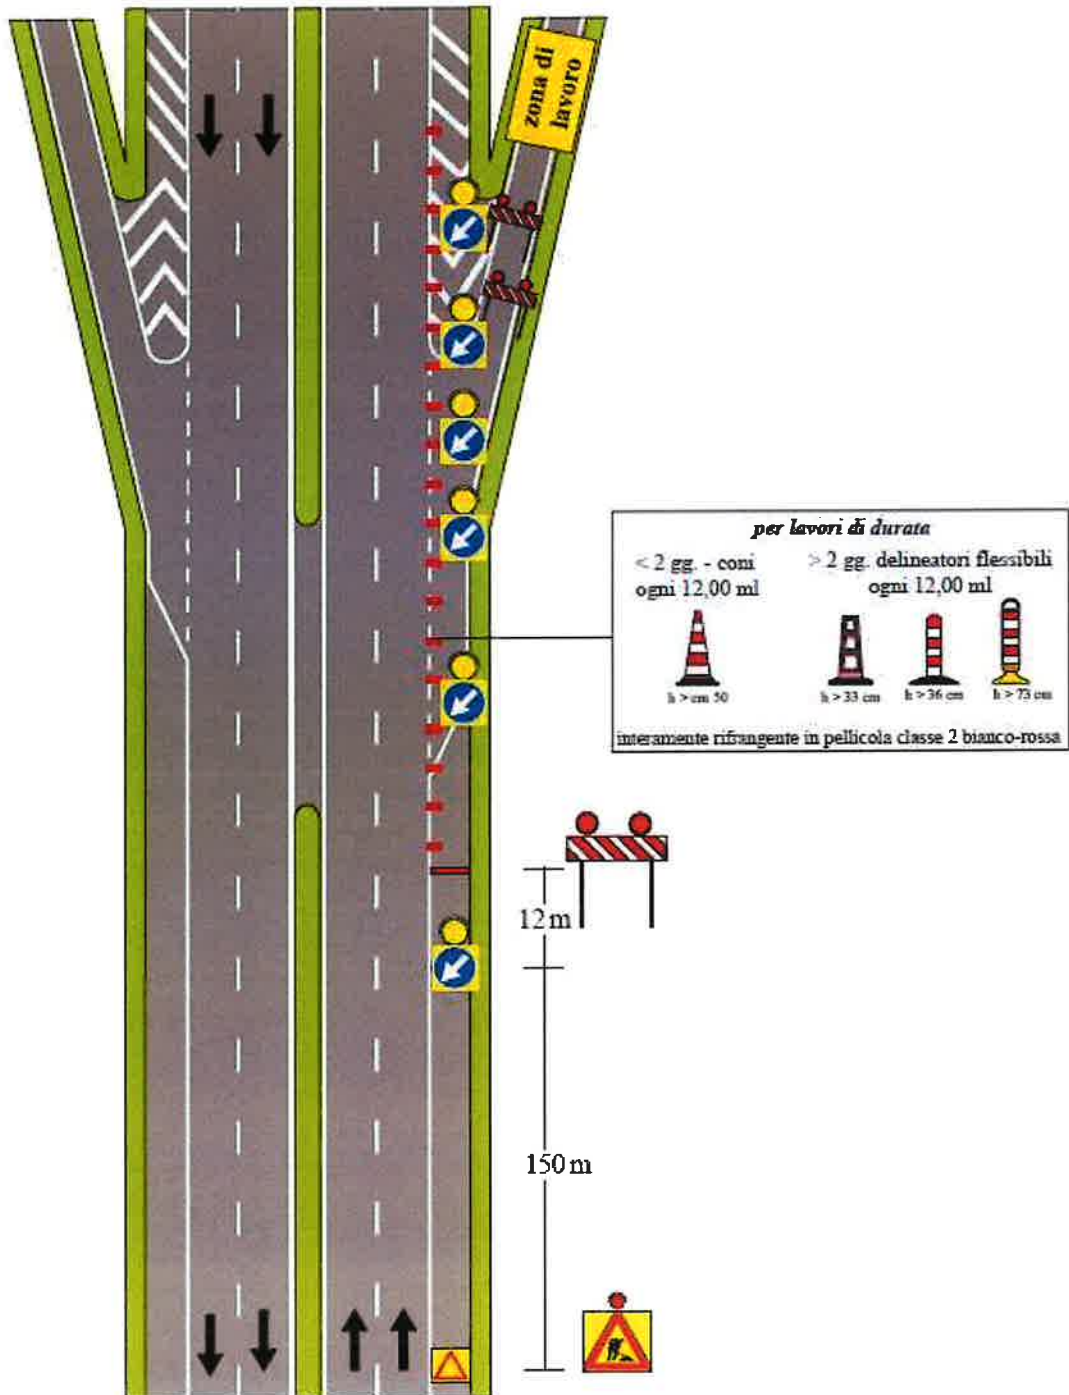 zona di
lavoro
per lavori di durata
< 2 gg. - coni
ogni 12,00 ml
> 2 gg. delineatori flessibili
ogni 12,00 ml
h > cm 50
h > 33 cm
h > 36 cm
h > 73 cm
interamente rifrangente in pellicola classe 2 bianco-rossa
12 m
150 m